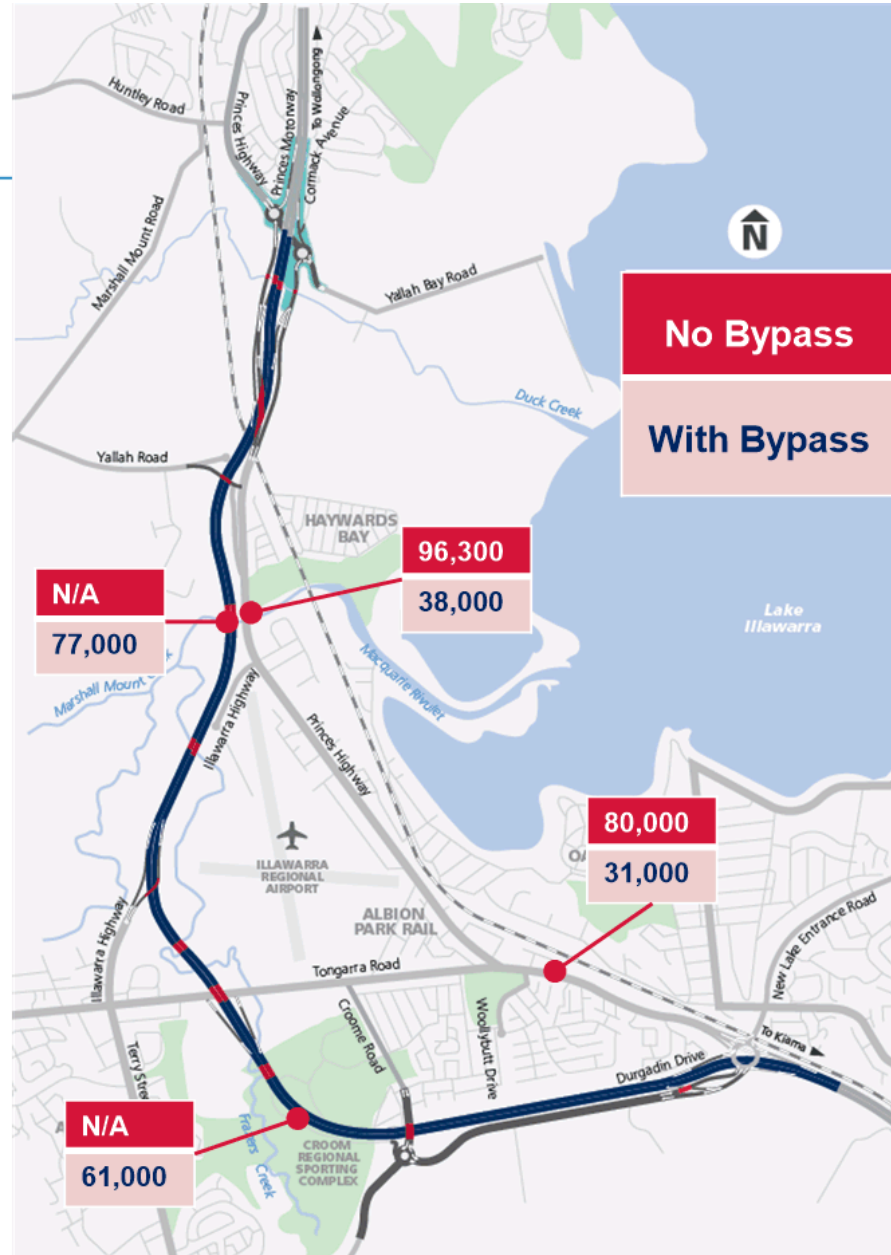 Huntley Road
Princes Highway
Princes Motorway
To Wollongong
Cormack Avenue
Marshall Mount Road
N
Yallah Bay Road
No Bypass
With Bypass
Duck Creek
Yallah Road
HAYWARDS
BAY
96,300
38,000
N/A
77,000
Lake
Illawarra
Marshall Mount
Macquarie Rivulet
Illawarra Highway
Princes Highway
80,000
31,000
ILLAWARRA
REGIONAL
AIRPORT
ALBION
PARK RAIL
New Lake Entrance Road
Illawarra Highway
Tongarra Road
Croome Road
Woollybutt Drive
To Kiama
Durgadin Drive
Terry Street
N/A
61,000
Frazers Creek
CROOM
REGIONAL
SPORTING
COMPLEX